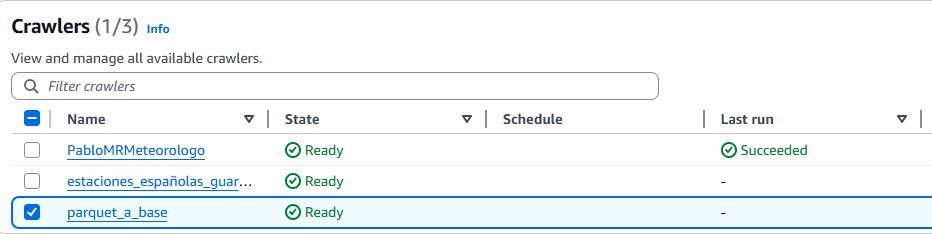 Crawlers (1/3) Info
View and manage all available crawlers.
Filter crawlers
Name State Schedule Last run
PabloMRMeteorologo Ready Succeeded
estaciones_españolas_guar... Ready -
parquet_a_base Ready -